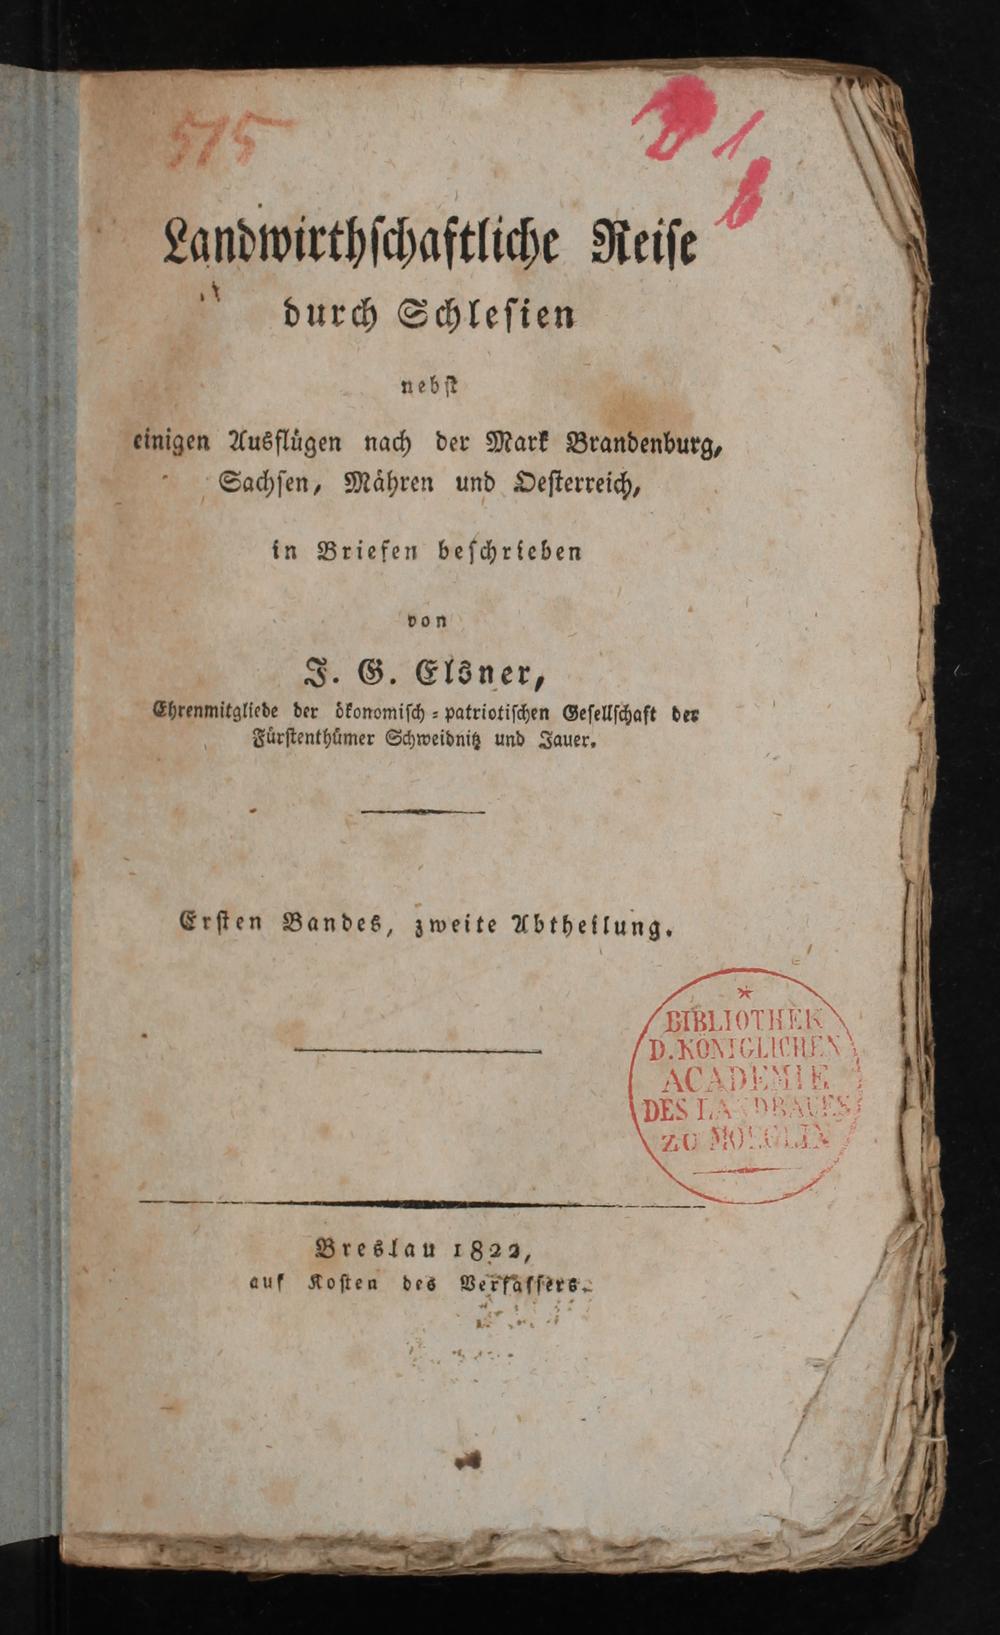 515
Landwirthschaftliche Reise
durch Schlesien
nebst
einigen Ausflügen nach der Mark Brandenburg,
Sachsen, Mähren und Oesterreich,
in Briefen beschrieben
von
J. G. Elsner,
Ehrenmitgliede der ökonomisch-patriotischen Gesellschaft der
Fürstenthümer Schweidnitz und Jauer.
Ersten Bandes, zweite Abtheilung.
BIBLIOTHEK
D. KÖNIGLICHEN
ACADEMIE
DES LANDBAUES
ZU MOEGLIN
Breslau 1822,
auf Kosten des Verfassers.